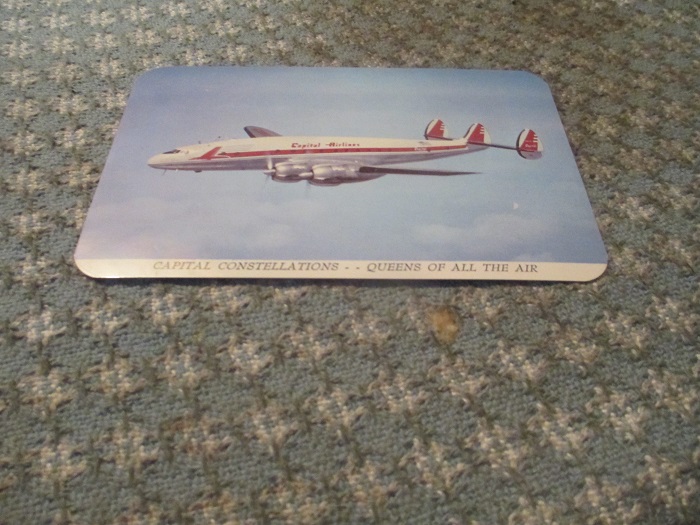 Capital Airlines
CAPITAL CONSTELLATIONS - - QUEENS OF ALL THE AIR